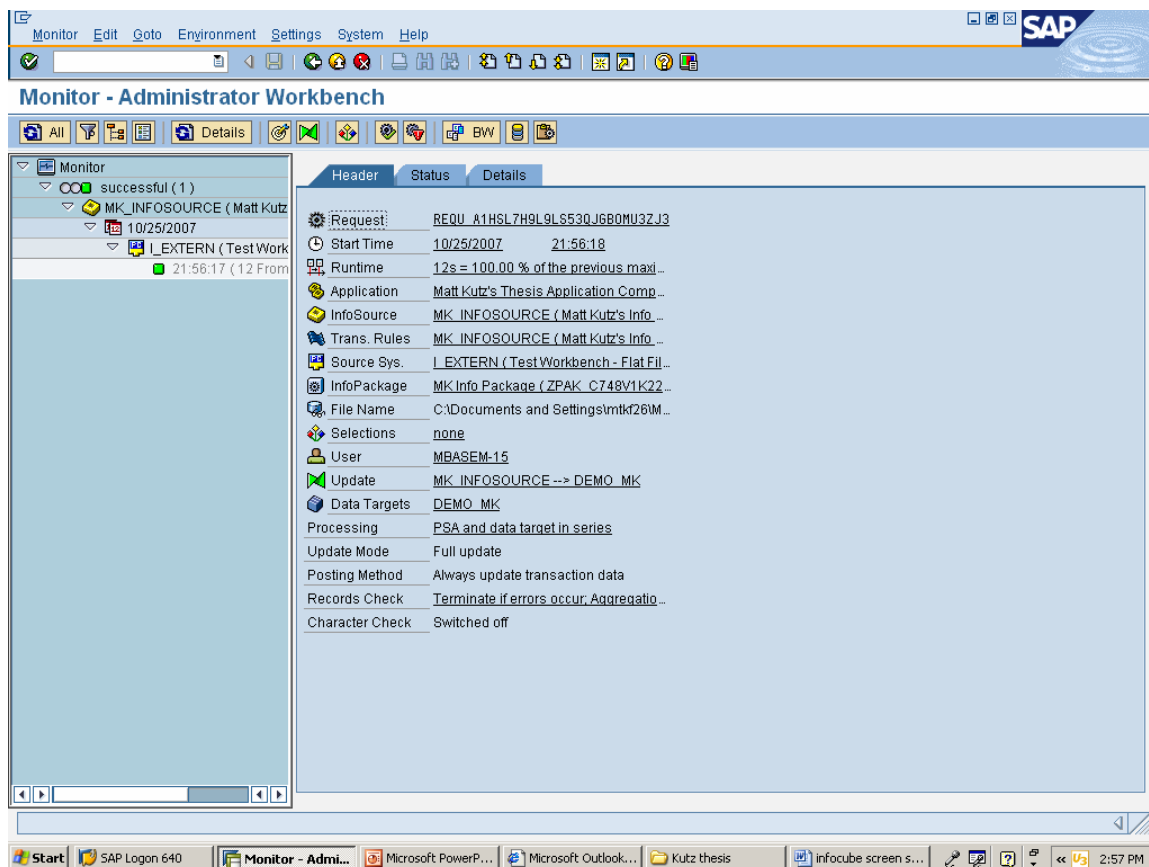 Monitor Edit Goto Environment Settings System Help
SAP
Monitor - Administrator Workbench
All Details BW
Monitor
successful ( 1 )
MK_INFOSOURCE ( Matt Kutz
10/25/2007
I_EXTERN ( Test Work
21:56:17 ( 12 From
Header Status Details
Request REQU_A1HSL7H9L9LS53QJGBOMU3ZJ3
Start Time 10/25/2007 21:56:18
Runtime 12s = 100.00 % of the previous maxi...
Application Matt Kutz's Thesis Application Comp...
InfoSource MK_INFOSOURCE ( Matt Kutz's Info ...
Trans. Rules MK_INFOSOURCE ( Matt Kutz's Info ...
Source Sys. I_EXTERN ( Test Workbench - Flat Fil...
InfoPackage MK Info Package ( ZPAK_C748V1K22...
File Name C:\Documents and Settings\mtkf26\M...
Selections none
User MBASEM-15
Update MK_INFOSOURCE --> DEMO_MK
Data Targets DEMO_MK
Processing PSA and data target in series
Update Mode Full update
Posting Method Always update transaction data
Records Check Terminate if errors occur; Aggregatio...
Character Check Switched off
Start SAP Logon 640 Monitor - Admi... Microsoft PowerP... Microsoft Outlook... Kutz thesis infocube screen s... « V3 2:57 PM